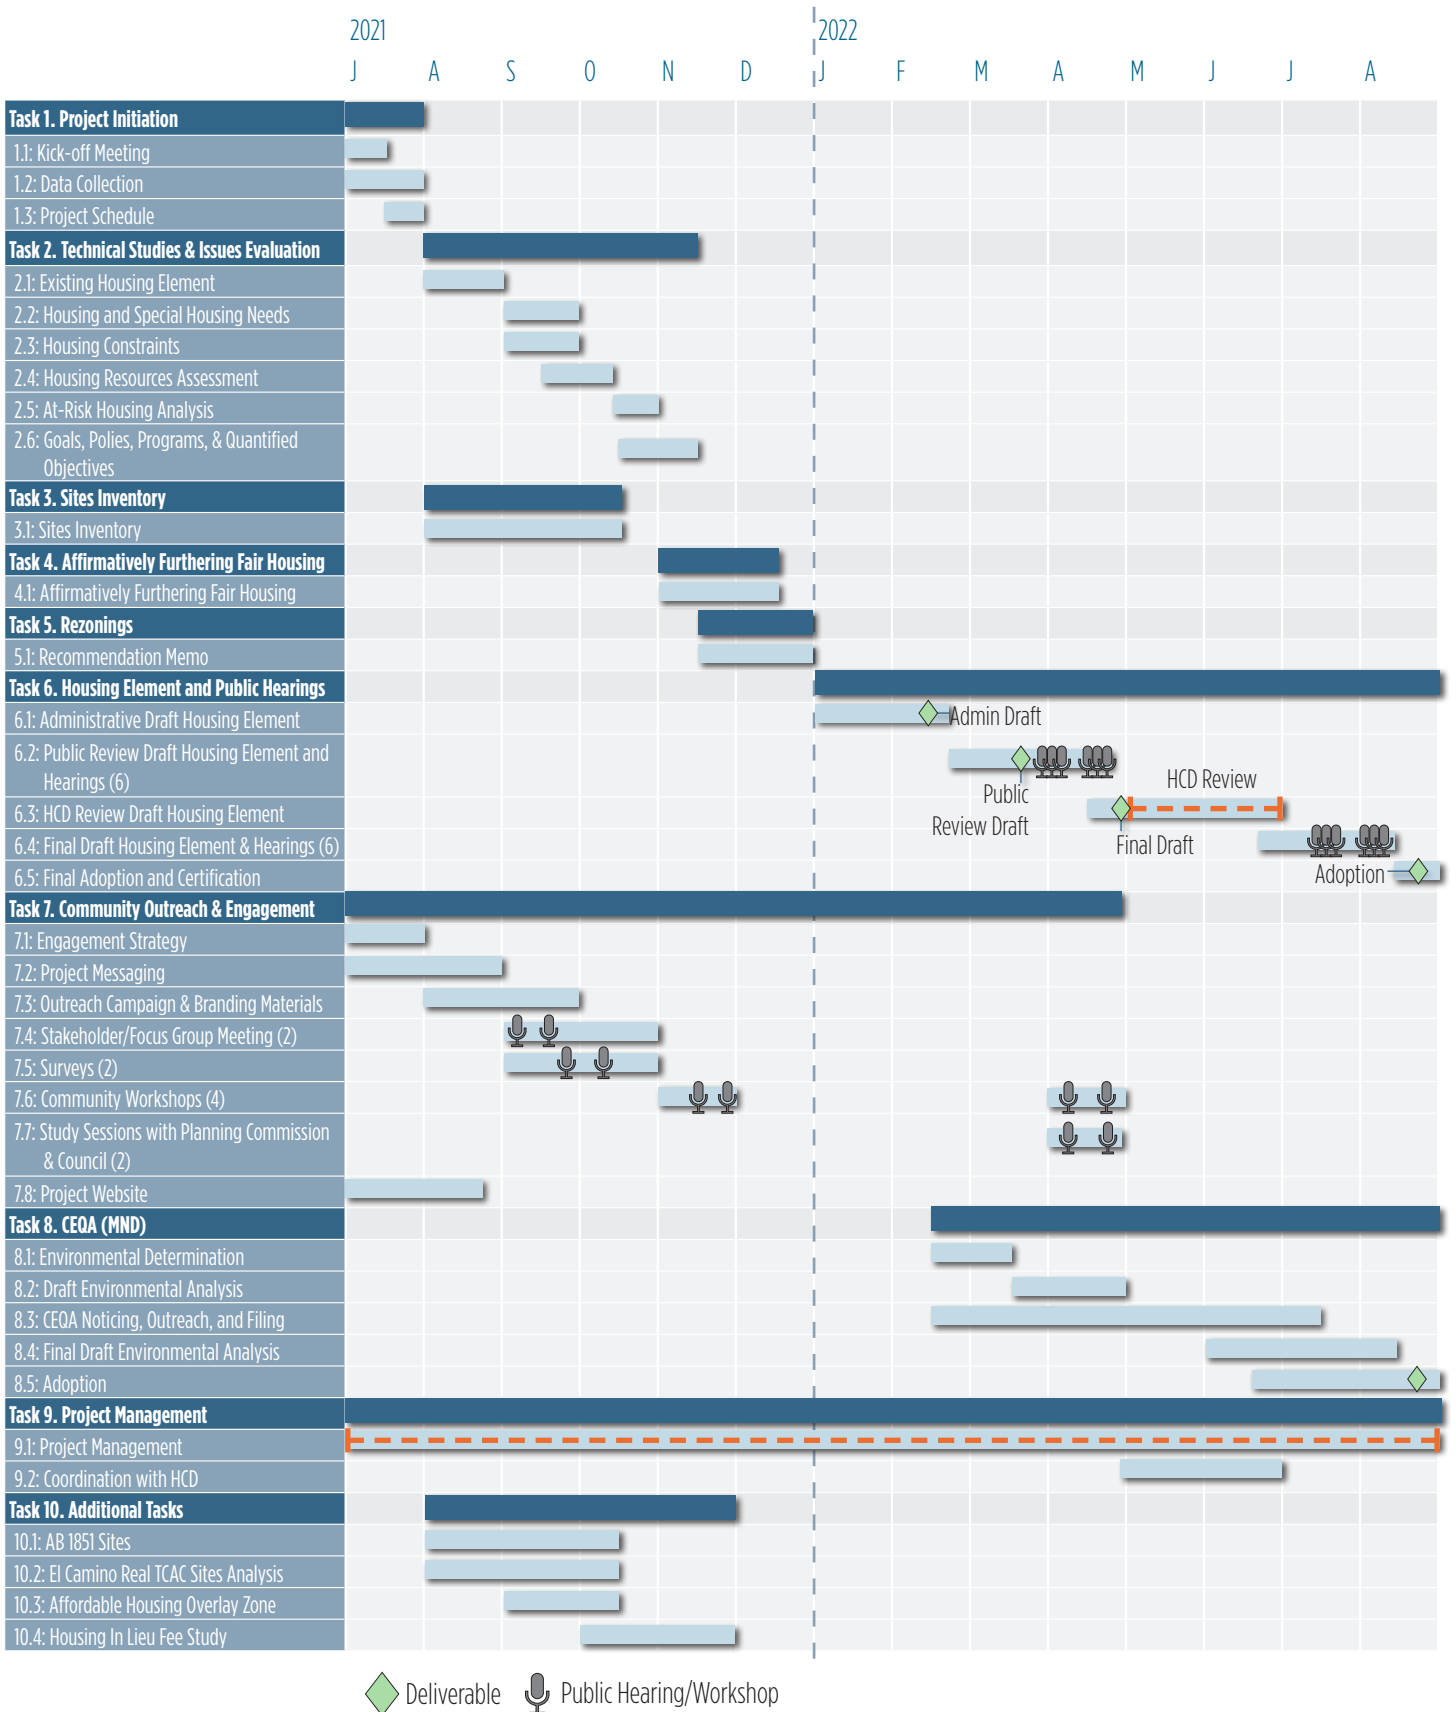 2021
2022
J A S O N D J F M A M J J A
Task 1. Project Initiation
1.1: Kick-off Meeting
1.2: Data Collection
1.3: Project Schedule
Task 2. Technical Studies & Issues Evaluation
2.1: Existing Housing Element
2.2: Housing and Special Housing Needs
2.3: Housing Constraints
2.4: Housing Resources Assessment
2.5: At-Risk Housing Analysis
2.6: Goals, Polies, Programs, & Quantified
Objectives
Task 3. Sites Inventory
3.1: Sites Inventory
Task 4. Affirmatively Furthering Fair Housing
4.1: Affirmatively Furthering Fair Housing
Task 5. Rezonings
5.1: Recommendation Memo
Task 6. Housing Element and Public Hearings
6.1: Administrative Draft Housing Element
Admin Draft
6.2: Public Review Draft Housing Element and
Hearings (6)
Public
Review Draft
HCD Review
6.3: HCD Review Draft Housing Element
Final Draft
6.4: Final Draft Housing Element & Hearings (6)
6.5: Final Adoption and Certification
Adoption
Task 7. Community Outreach & Engagement
7.1: Engagement Strategy
7.2: Project Messaging
7.3: Outreach Campaign & Branding Materials
7.4: Stakeholder/Focus Group Meeting (2)
7.5: Surveys (2)
7.6: Community Workshops (4)
7.7: Study Sessions with Planning Commission
& Council (2)
7.8: Project Website
Task 8. CEQA (MND)
8.1: Environmental Determination
8.2: Draft Environmental Analysis
8.3: CEQA Noticing, Outreach, and Filing
8.4: Final Draft Environmental Analysis
8.5: Adoption
Task 9. Project Management
9.1: Project Management
9.2: Coordination with HCD
Task 10. Additional Tasks
10.1: AB 1851 Sites
10.2: El Camino Real TCAC Sites Analysis
10.3: Affordable Housing Overlay Zone
10.4: Housing In Lieu Fee Study
Deliverable
Public Hearing/Workshop